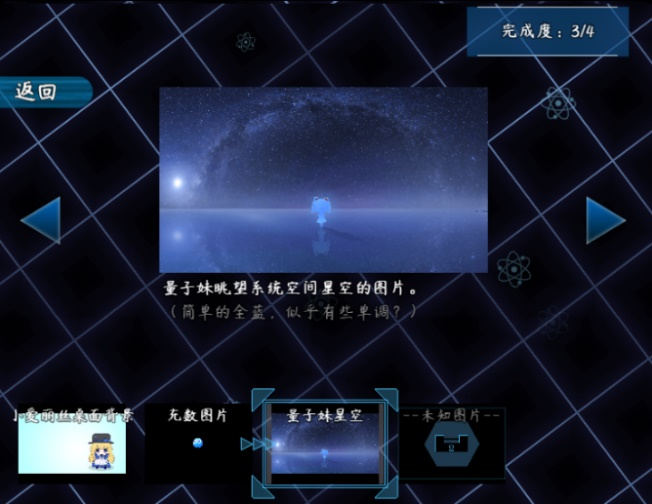 完成度：3/4
返回
量子妹眺望系统空间星空的图片。
（简单的全蓝，似乎有些单调？）
小爱丽丝桌面背景
充数图片
量子妹星空
--未知图片--